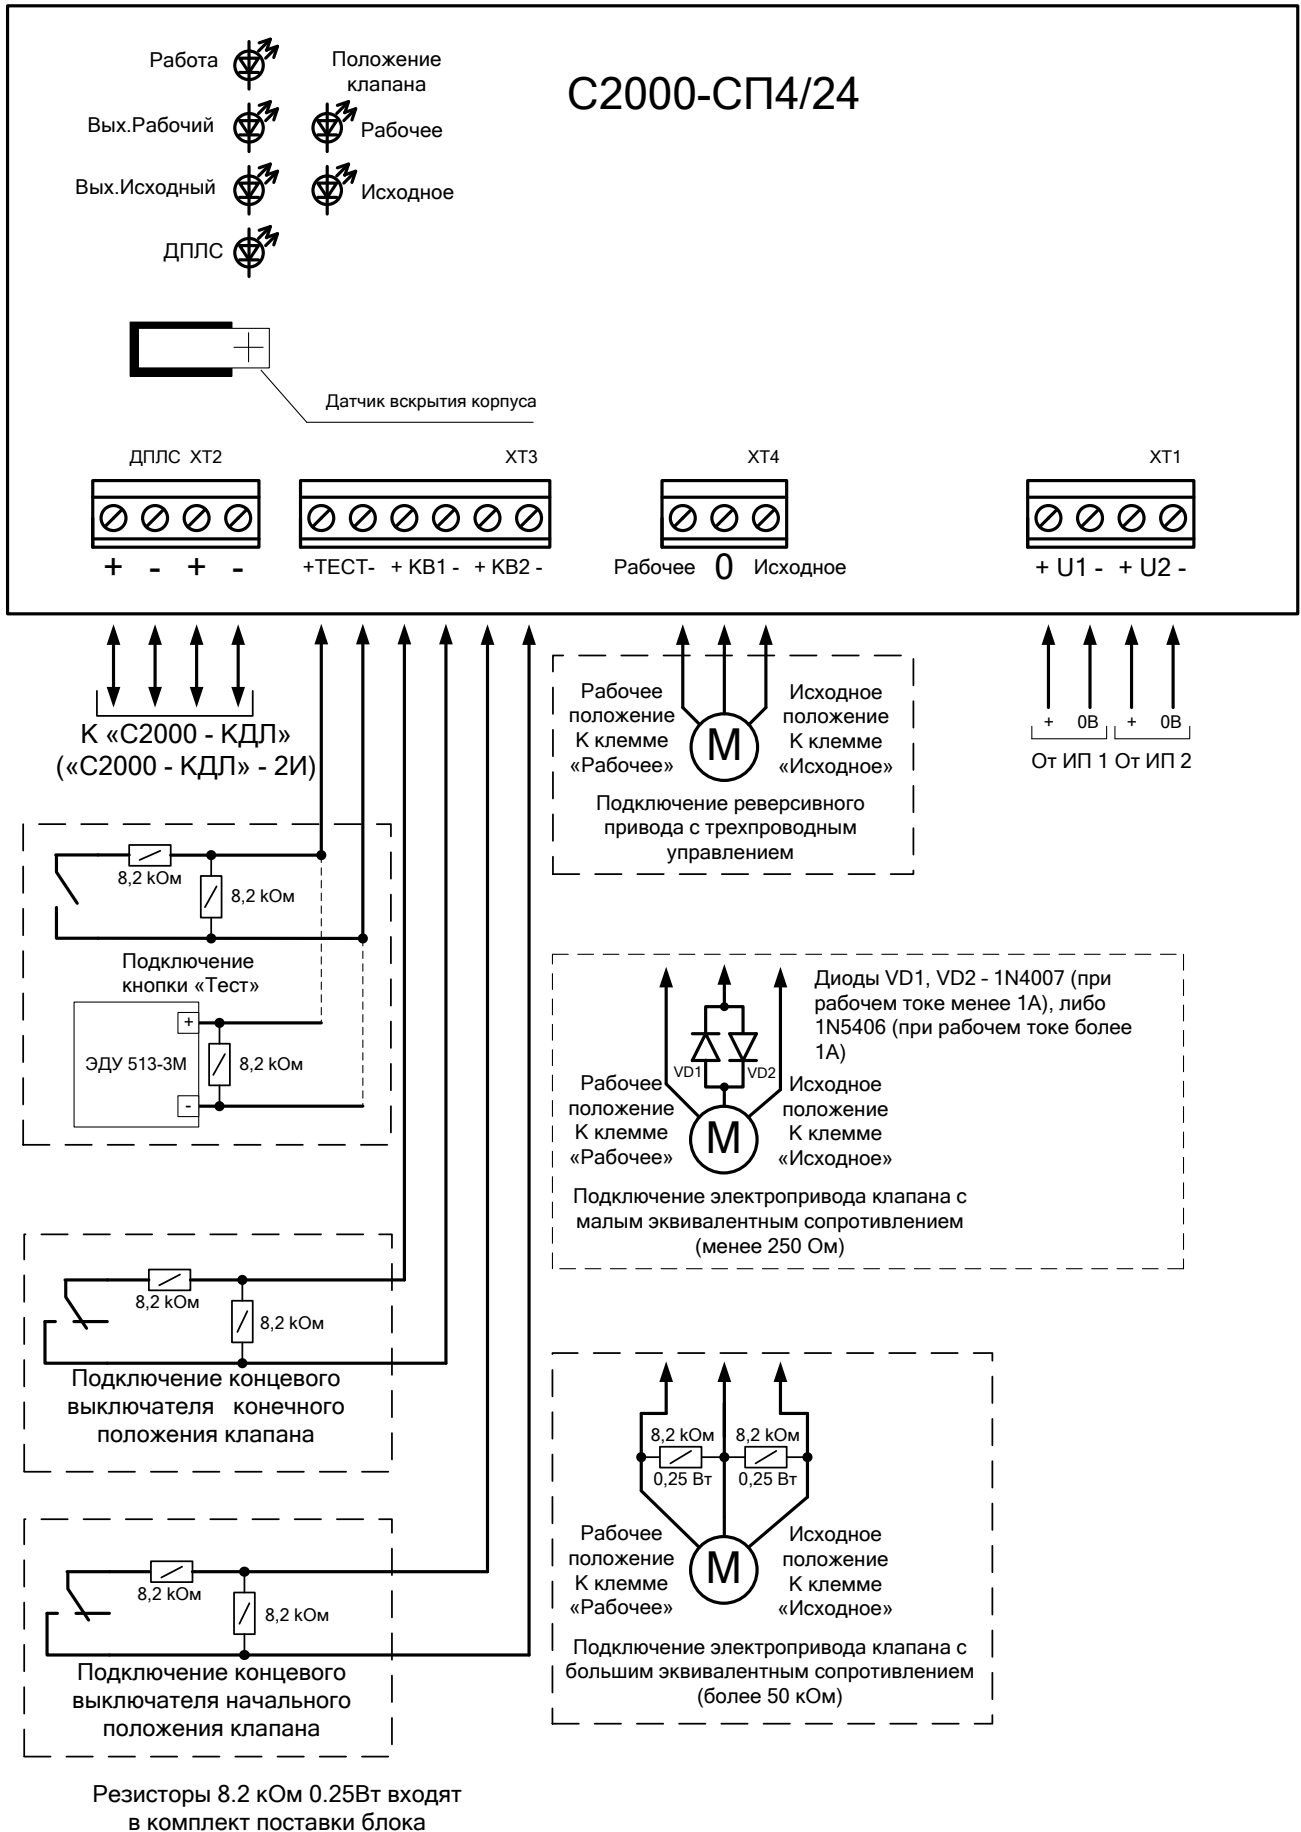 С2000-СП4/24
Работа
Положение
клапана
Вых.Рабочий
Рабочее
Вых.Исходный
Исходное
ДПЛС
Датчик вскрытия корпуса
ДПЛС XT2
XT3
XT4
XT1
+ - + -
+ТЕСТ- + КВ1 - + КВ2 -
Рабочее 0 Исходное
+ U1 - + U2 -
К «С2000 - КДЛ»
(«С2000 - КДЛ» - 2И)
+ 0В + 0В
От ИП 1 От ИП 2
Рабочее
положение
К клемме
«Рабочее»
М
Исходное
положение
К клемме
«Исходное»
Подключение реверсивного
привода с трехпроводным
управлением
8,2 kОм
8,2 kОм
Подключение
кнопки «Тест»
+
ЭДУ 513-3М
8,2 kОм
-
Диоды VD1, VD2 - 1N4007 (при
рабочем токе менее 1А), либо
1N5406 (при рабочем токе более
1А)
VD1
VD2
Рабочее
положение
К клемме
«Рабочее»
М
Исходное
положение
К клемме
«Исходное»
Подключение электропривода клапана с
малым эквивалентным сопротивлением
(менее 250 Ом)
8,2 kОм
8,2 kОм
Подключение концевого
выключателя конечного
положения клапана
8,2 kОм 8,2 kОм
0,25 Вт 0,25 Вт
Рабочее
положение
К клемме
«Рабочее»
М
Исходное
положение
К клемме
«Исходное»
Подключение электропривода клапана с
большим эквивалентным сопротивлением
(более 50 кОм)
8,2 kОм
8,2 kОм
Подключение концевого
выключателя начального
положения клапана
Резисторы 8.2 кОм 0.25Вт входят
в комплект поставки блока